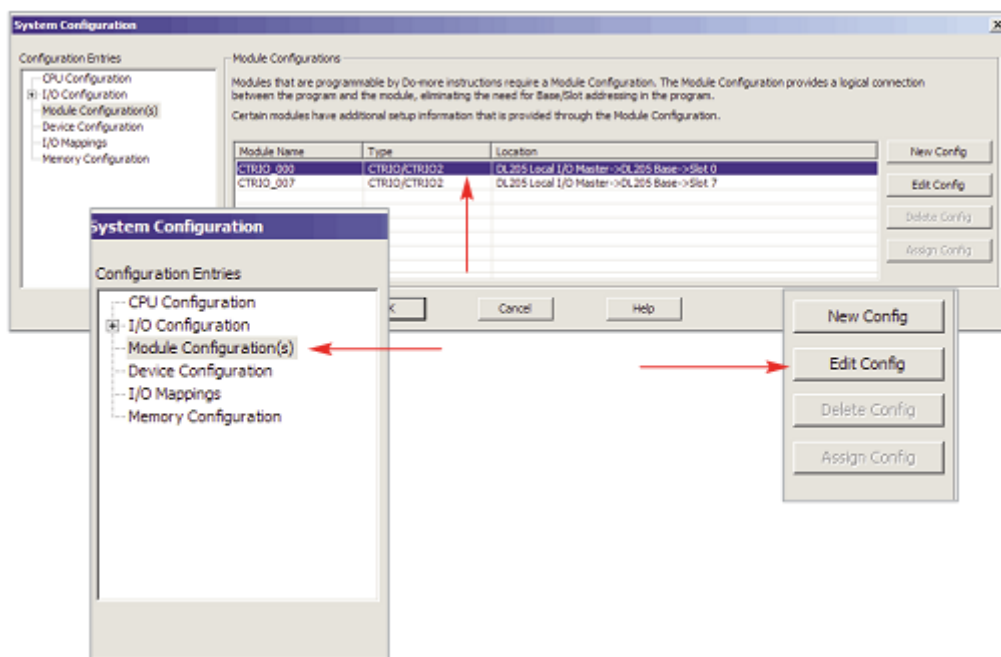 System Configuration
Configuration Entries
CPU Configuration
I/O Configuration
Module Configuration(s)
Device Configuration
I/O Mappings
Memory Configuration
Module Configurations
Modules that are programmable by Do-more instructions require a Module Configuration. The Module Configuration provides a logical connection
between the program and the module, eliminating the need for Base/Slot addressing in the program.
Certain modules have additional setup information that is provided through the Module Configuration.
Module Name Type Location
CTRIO_000 CTRIO/CTRIO2 DL205 Local I/O Master->DL205 Base->Slot 0
CTRIO_007 CTRIO/CTRIO2 DL205 Local I/O Master->DL205 Base->Slot 7
New Config
Edit Config
Delete Config
Assign Config
K Cancel Help
System Configuration
Configuration Entries
CPU Configuration
I/O Configuration
Module Configuration(s)
Device Configuration
I/O Mappings
Memory Configuration
New Config
Edit Config
Delete Config
Assign Config